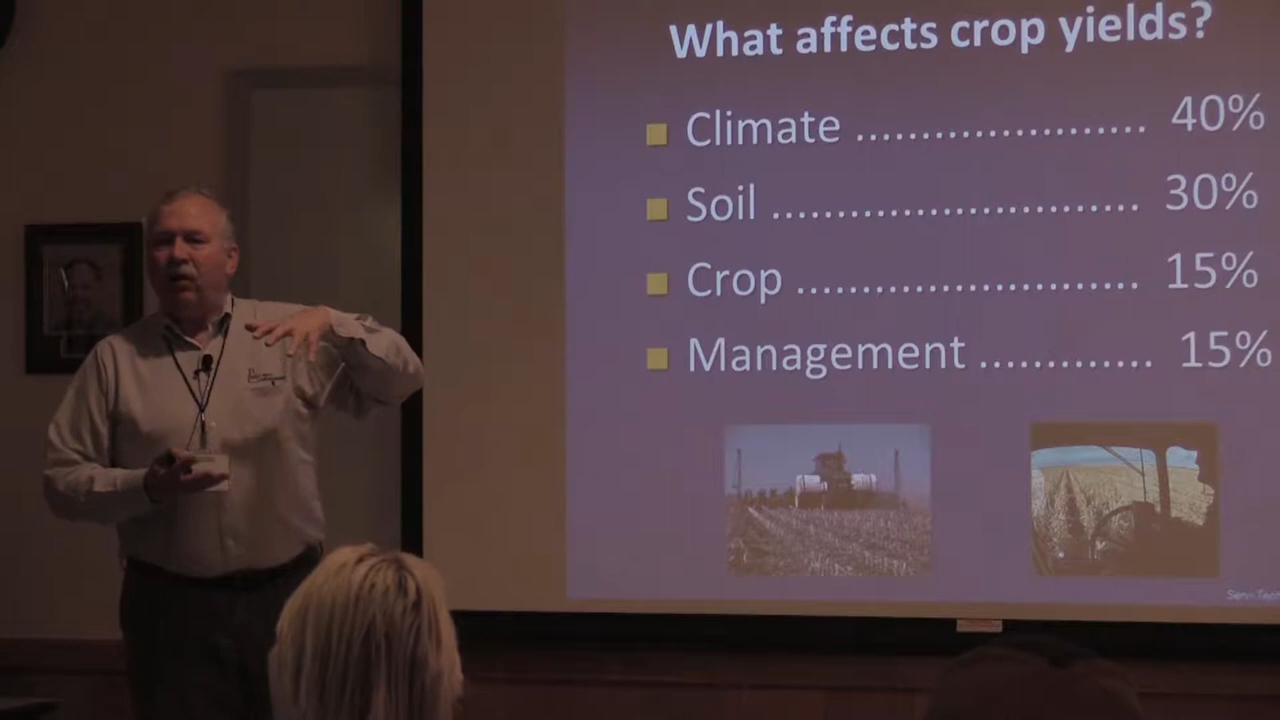 What affects crop yields?
Climate ...................... 40%
Soil ............................ 30%
Crop .......................... 15%
Management ............. 15%